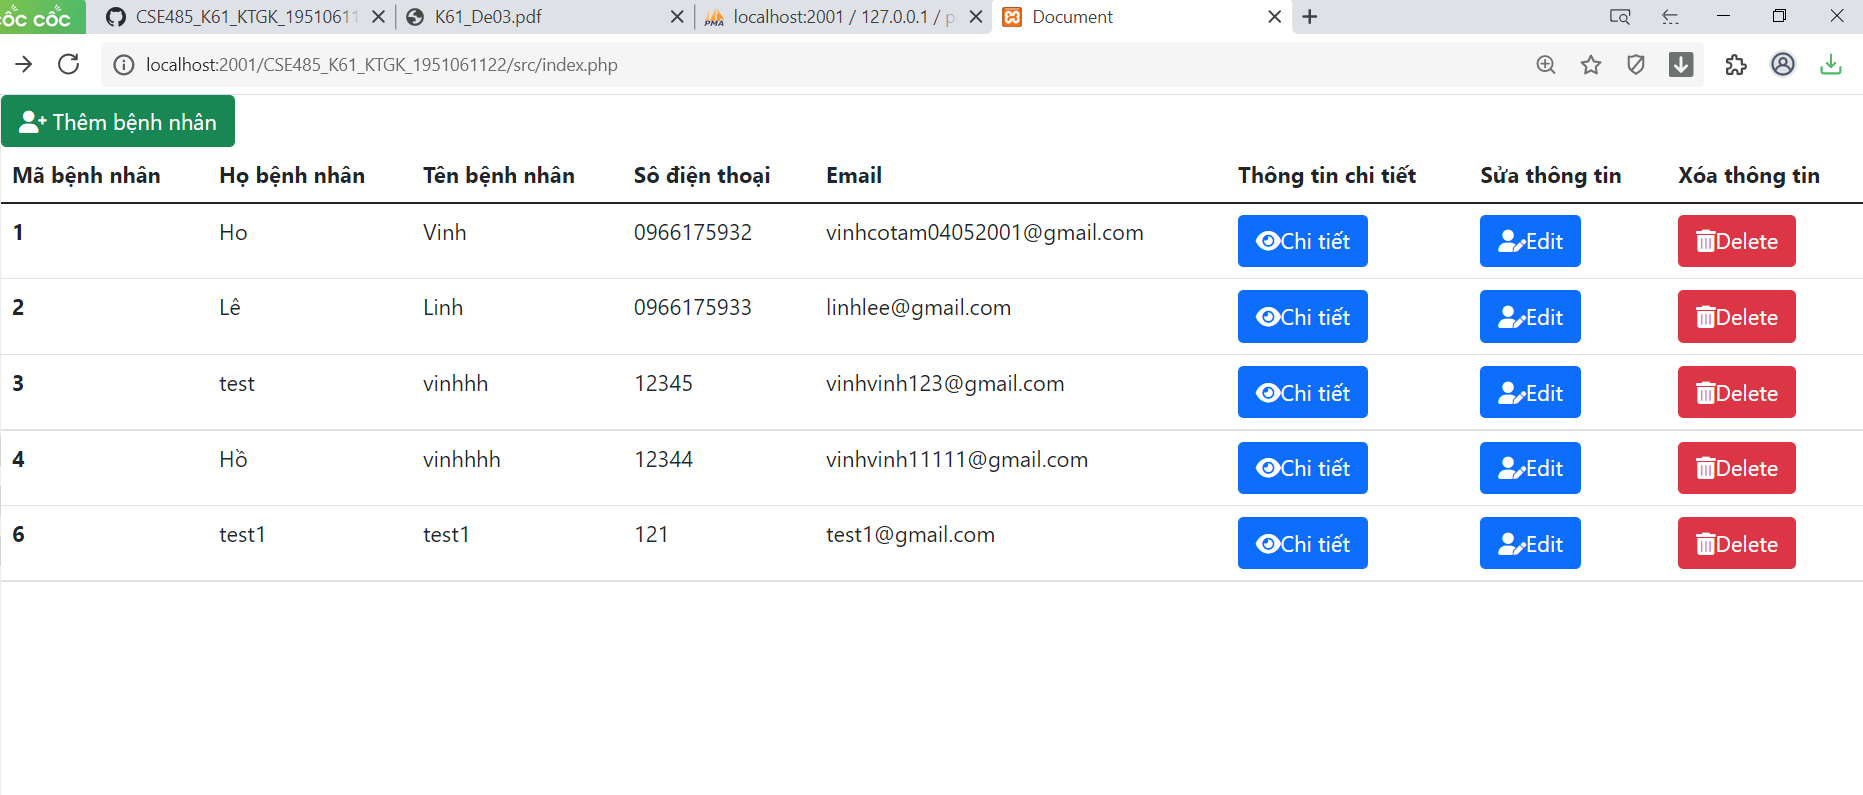 cốc cốc CSE485_K61_KTGK_19510611 K61_De03.pdf localhost:2001 / 127.0.0.1 / p Document
localhost:2001/CSE485_K61_KTGK_1951061122/src/index.php
Thêm bệnh nhân
Mã bệnh nhân Họ bệnh nhân Tên bệnh nhân Sô điện thoại Email Thông tin chi tiết Sửa thông tin Xóa thông tin
1 Ho Vinh 0966175932 vinhcotam04052001@gmail.com Chi tiết Edit Delete
2 Lê Linh 0966175933 linhlee@gmail.com Chi tiết Edit Delete
3 test vinhhh 12345 vinhvinh123@gmail.com Chi tiết Edit Delete
4 Hồ vinhhhh 12344 vinhvinh11111@gmail.com Chi tiết Edit Delete
6 test1 test1 121 test1@gmail.com Chi tiết Edit Delete